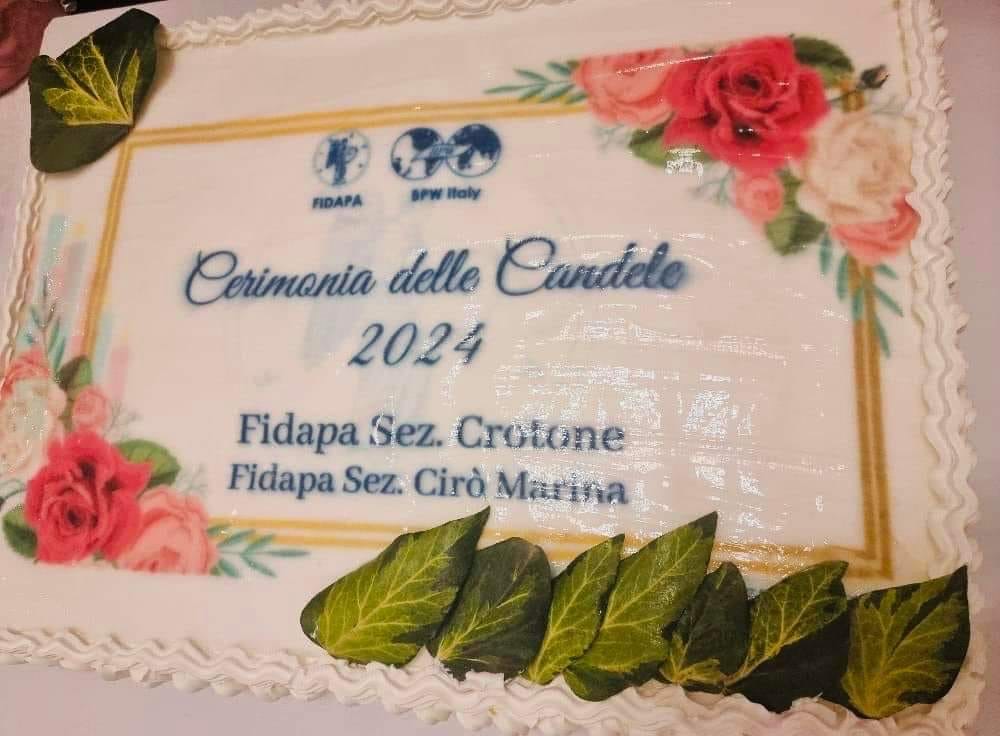 FIDAPA BPW Italy
Cerimonia delle Candele
2024
Fidapa Sez. Crotone
Fidapa Sez. Cirò Marina